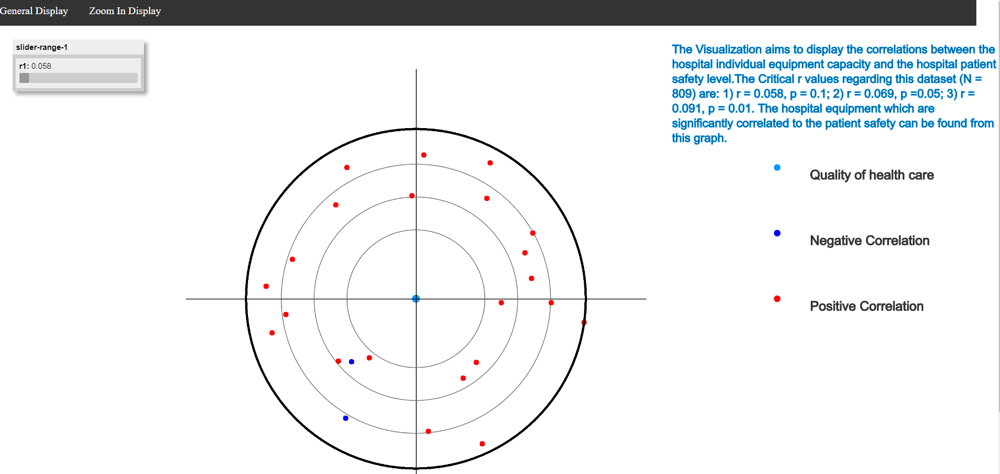 General Display Zoom In Display
slider-range-1
r1: 0.058
The Visualization aims to display the correlations between the
hospital individual equipment capacity and the hospital patient
safety level.The Critical r values regarding this dataset (N =
809) are: 1) r = 0.058, p = 0.1; 2) r = 0.069, p =0.05; 3) r =
0.091, p = 0.01. The hospital equipment which are
significantly correlated to the patient safety can be found from
this graph.
Quality of health care
Negative Correlation
Positive Correlation